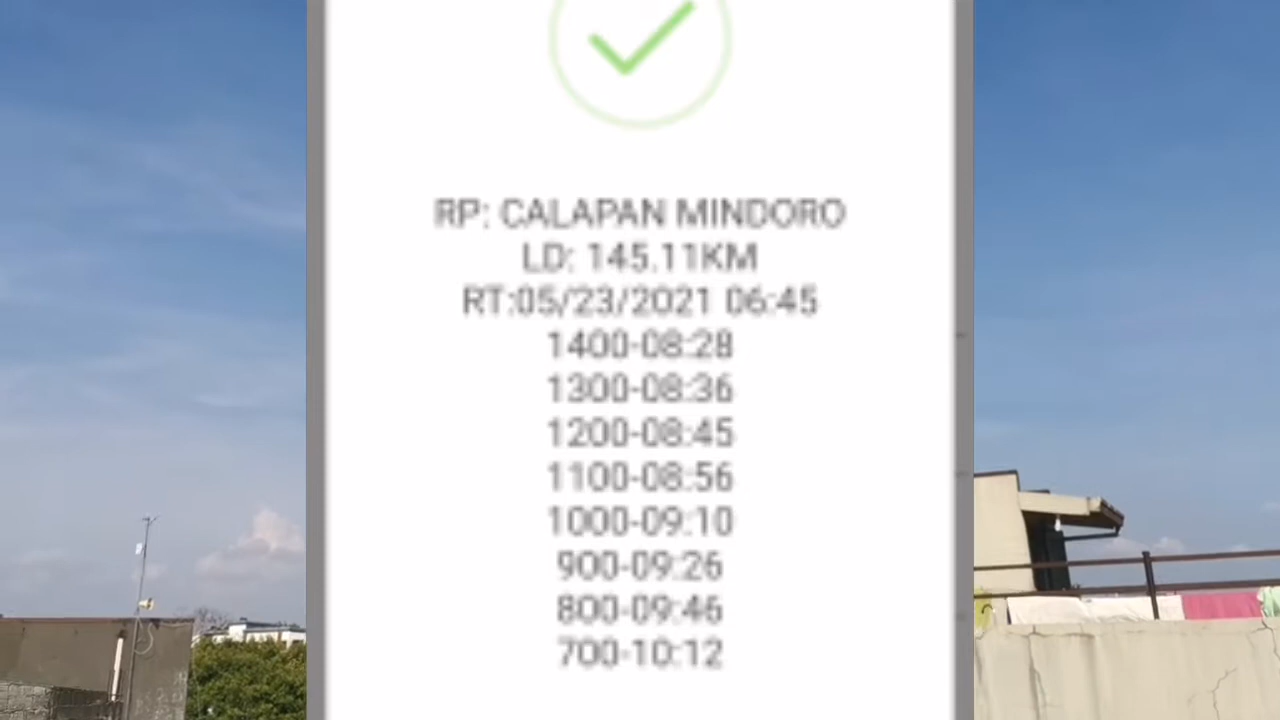 RP: CALAPAN MINDORO
LD: 145.11KM
RT:05/23/2021 06:45
1400-08:28
1300-08:36
1200-08:45
1100-08:56
1000-09:10
900-09:26
800-09:46
700-10:12